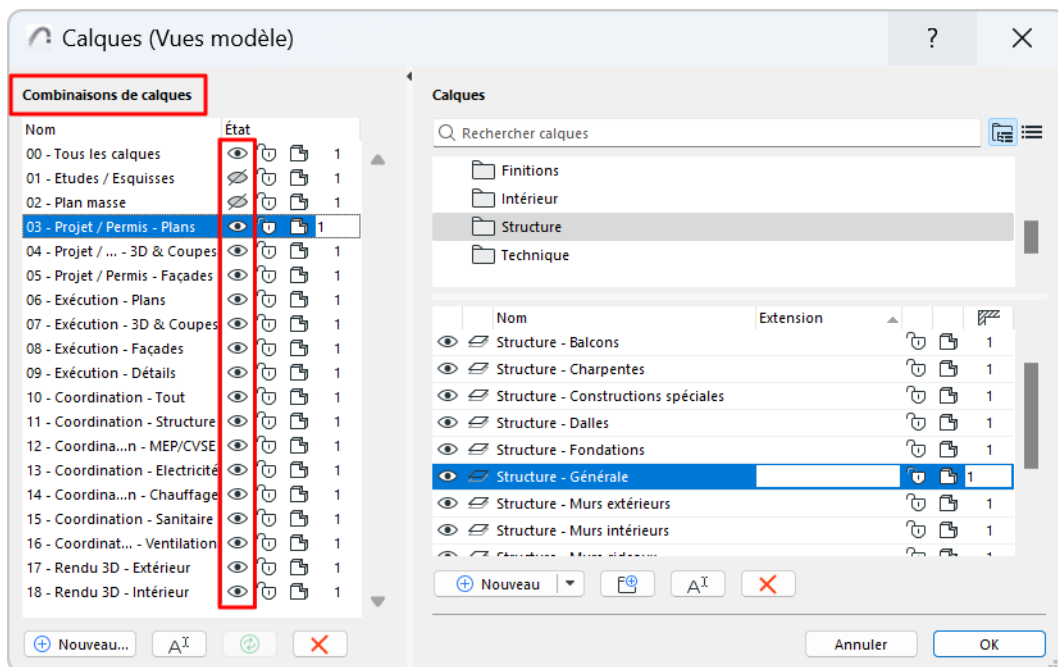 Calques (Vues modèle)
?
Combinaisons de calques
Nom État
00 - Tous les calques 1
01 - Etudes / Esquisses 1
02 - Plan masse 1
03 - Projet / Permis - Plans 1
04 - Projet / ... - 3D & Coupes 1
05 - Projet / Permis - Façades 1
06 - Exécution - Plans 1
07 - Exécution - 3D & Coupes 1
08 - Exécution - Façades 1
09 - Exécution - Détails 1
10 - Coordination - Tout 1
11 - Coordination - Structure 1
12 - Coordina...n - MEP/CVSE 1
13 - Coordination - Electricité 1
14 - Coordina...n - Chauffage 1
15 - Coordination - Sanitaire 1
16 - Coordinat... - Ventilation 1
17 - Rendu 3D - Extérieur 1
18 - Rendu 3D - Intérieur 1
Nouveau...
Calques
Rechercher calques
Finitions
Intérieur
Structure
Technique
Nom Extension
Structure - Balcons 1
Structure - Charpentes 1
Structure - Constructions spéciales 1
Structure - Dalles 1
Structure - Fondations 1
Structure - Générale 1
Structure - Murs extérieurs 1
Structure - Murs intérieurs 1
Structure - Murs rideaux 1
Nouveau
Annuler OK